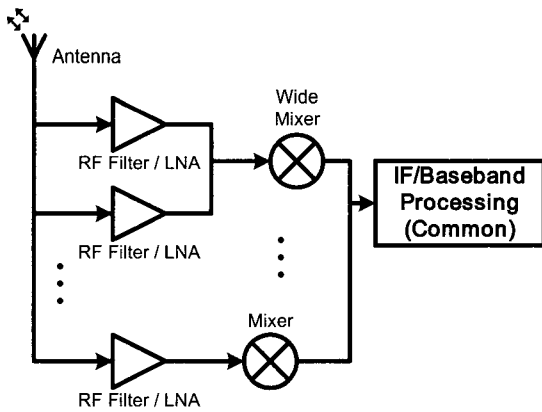 Antenna
RF Filter / LNA
Wide
Mixer
RF Filter / LNA
IF/Baseband
Processing
(Common)
Mixer
RF Filter / LNA